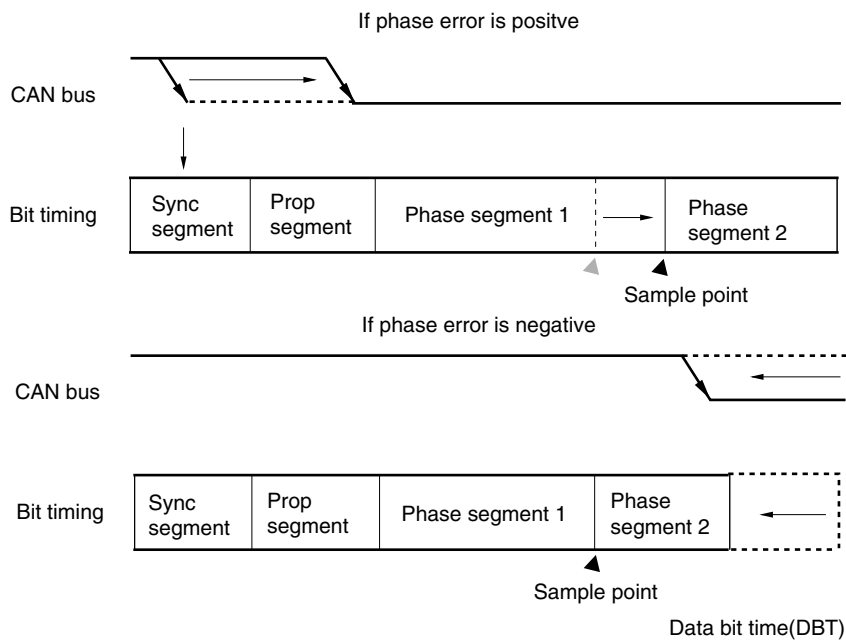 If phase error is positve
CAN bus
Bit timing
Sync
segment
Prop
segment
Phase segment 1
Phase
segment 2
Sample point
If phase error is negative
CAN bus
Bit timing
Sync
segment
Prop
segment
Phase segment 1
Phase
segment 2
Sample point
Data bit time(DBT)